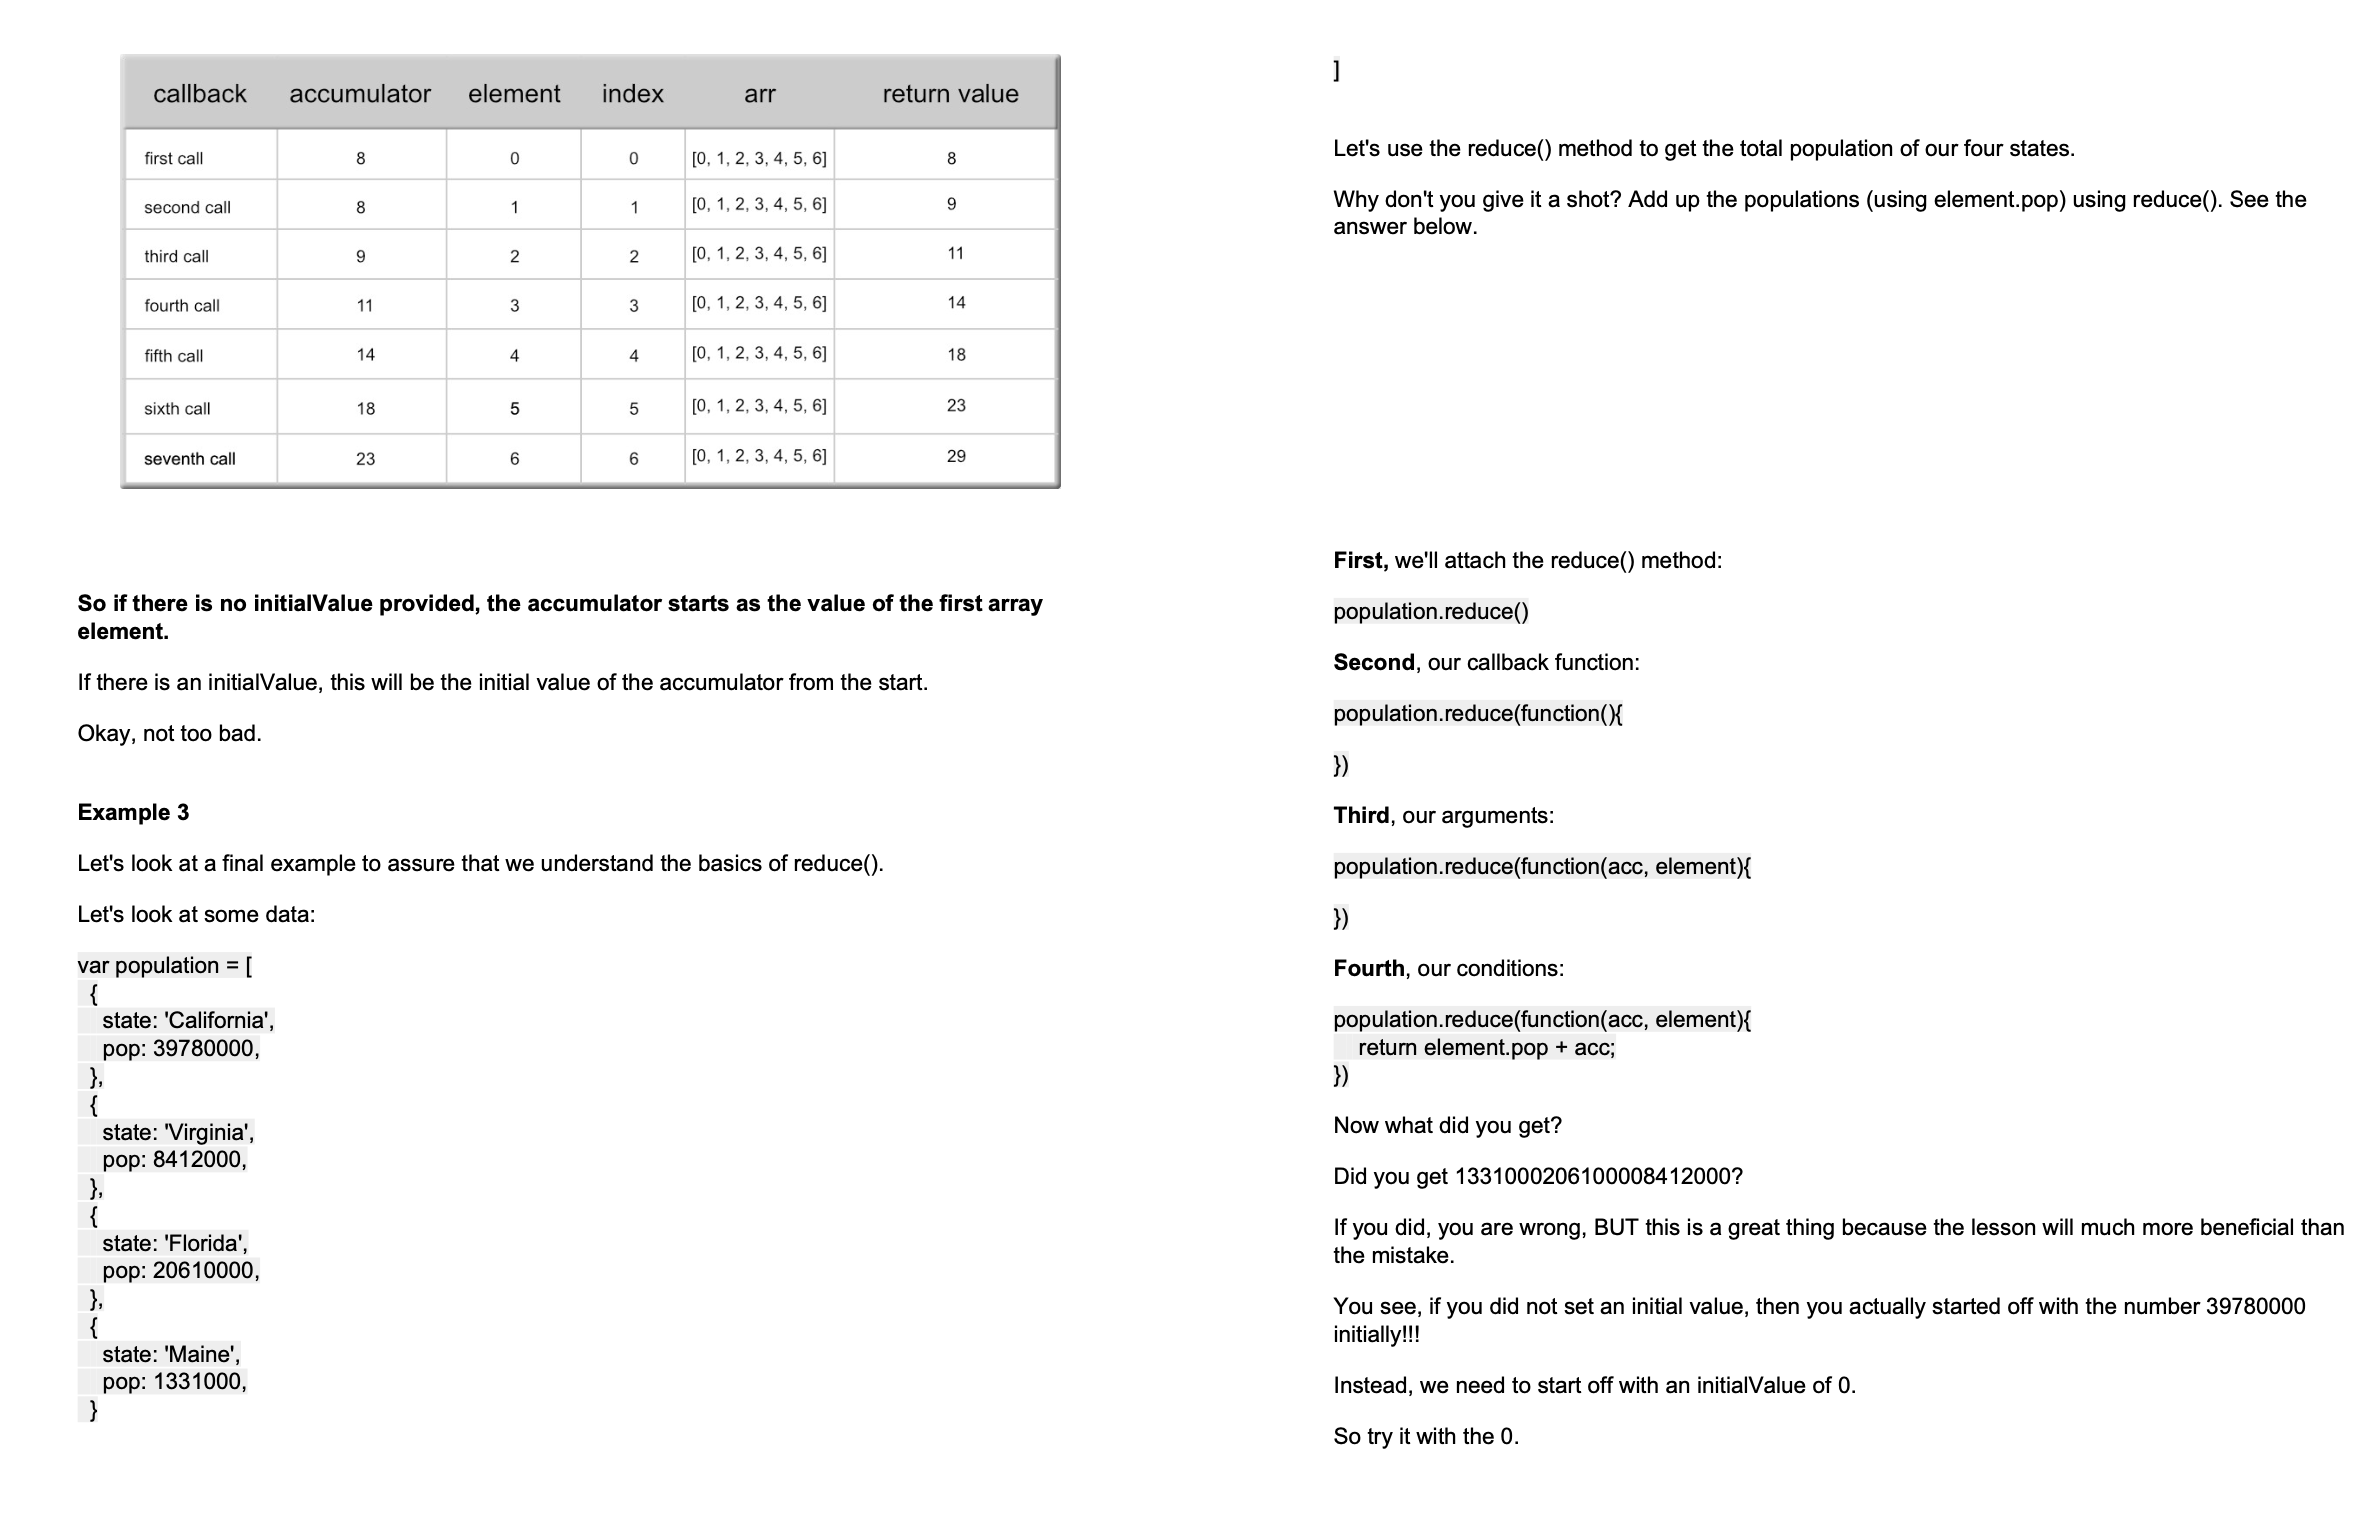 callback accumulator element index arr return value
first call 8 0 0 [0, 1, 2, 3, 4, 5, 6] 8
second call 8 1 1 [0, 1, 2, 3, 4, 5, 6] 9
third call 9 2 2 [0, 1, 2, 3, 4, 5, 6] 11
fourth call 11 3 3 [0, 1, 2, 3, 4, 5, 6] 14
fifth call 14 4 4 [0, 1, 2, 3, 4, 5, 6] 18
sixth call 18 5 5 [0, 1, 2, 3, 4, 5, 6] 23
seventh call 23 6 6 [0, 1, 2, 3, 4, 5, 6] 29
So if there is no initialValue provided, the accumulator starts as the value of the first array
element.
If there is an initialValue, this will be the initial value of the accumulator from the start.
Okay, not too bad.
Example 3
Let's look at a final example to assure that we understand the basics of reduce().
Let's look at some data:
var population = [
{
state: 'California',
pop: 39780000,
},
{
state: 'Virginia',
pop: 8412000,
},
{
state: 'Florida',
pop: 20610000,
},
{
state: 'Maine',
pop: 1331000,
}
]
Let's use the reduce() method to get the total population of our four states.
Why don't you give it a shot? Add up the populations (using element.pop) using reduce(). See the
answer below.
First, we'll attach the reduce() method:
population.reduce()
Second, our callback function:
population.reduce(function(){
})
Third, our arguments:
population.reduce(function(acc, element){
})
Fourth, our conditions:
population.reduce(function(acc, element){
return element.pop + acc;
})
Now what did you get?
Did you get 1331000206100008412000?
If you did, you are wrong, BUT this is a great thing because the lesson will much more beneficial than
the mistake.
You see, if you did not set an initial value, then you actually started off with the number 39780000
initially!!!
Instead, we need to start off with an initialValue of 0.
So try it with the 0.